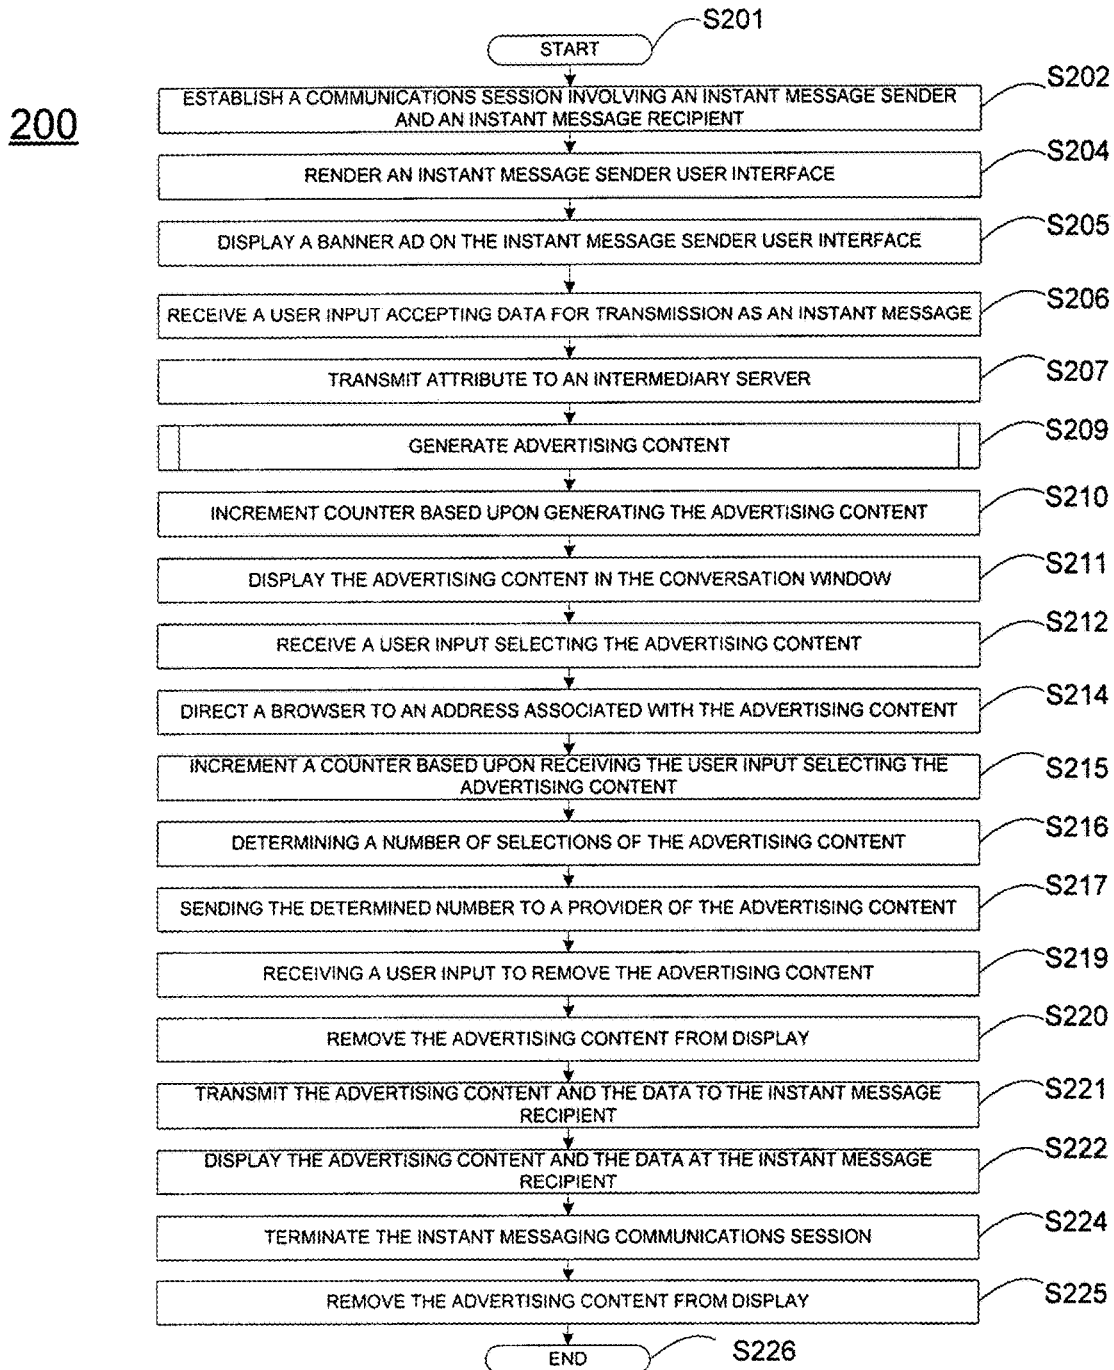 START
S201
200
ESTABLISH A COMMUNICATIONS SESSION INVOLVING AN INSTANT MESSAGE SENDER
AND AN INSTANT MESSAGE RECIPIENT
S202
RENDER AN INSTANT MESSAGE SENDER USER INTERFACE
S204
DISPLAY A BANNER AD ON THE INSTANT MESSAGE SENDER USER INTERFACE
S205
RECEIVE A USER INPUT ACCEPTING DATA FOR TRANSMISSION AS AN INSTANT MESSAGE
S206
TRANSMIT ATTRIBUTE TO AN INTERMEDIARY SERVER
S207
GENERATE ADVERTISING CONTENT
S209
INCREMENT COUNTER BASED UPON GENERATING THE ADVERTISING CONTENT
S210
DISPLAY THE ADVERTISING CONTENT IN THE CONVERSATION WINDOW
S211
RECEIVE A USER INPUT SELECTING THE ADVERTISING CONTENT
S212
DIRECT A BROWSER TO AN ADDRESS ASSOCIATED WITH THE ADVERTISING CONTENT
S214
INCREMENT A COUNTER BASED UPON RECEIVING THE USER INPUT SELECTING THE
ADVERTISING CONTENT
S215
DETERMINING A NUMBER OF SELECTIONS OF THE ADVERTISING CONTENT
S216
SENDING THE DETERMINED NUMBER TO A PROVIDER OF THE ADVERTISING CONTENT
S217
RECEIVING A USER INPUT TO REMOVE THE ADVERTISING CONTENT
S219
REMOVE THE ADVERTISING CONTENT FROM DISPLAY
S220
TRANSMIT THE ADVERTISING CONTENT AND THE DATA TO THE INSTANT MESSAGE
RECIPIENT
S221
DISPLAY THE ADVERTISING CONTENT AND THE DATA AT THE INSTANT MESSAGE
RECIPIENT
S222
TERMINATE THE INSTANT MESSAGING COMMUNICATIONS SESSION
S224
REMOVE THE ADVERTISING CONTENT FROM DISPLAY
S225
END
S226